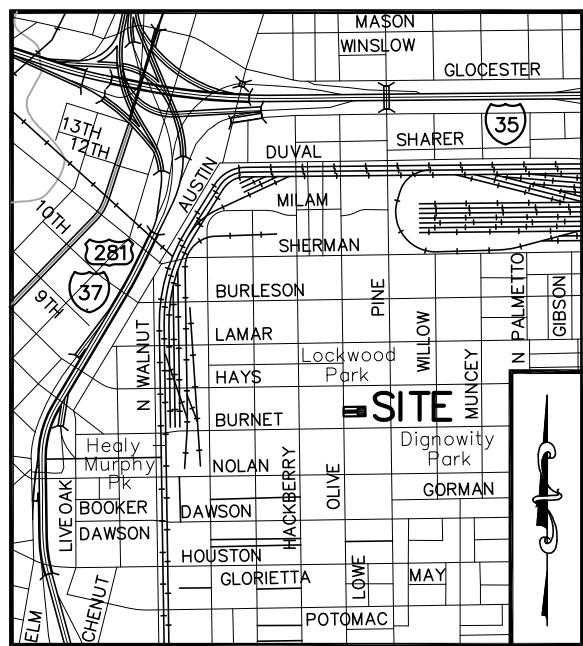 MASON
WINSLOW
GLOCESTER
13TH
12TH
35
DUVAL
SHARER
AUSTIN
MILAM
10TH
SHERMAN
281
37
9TH
BURLESON
PINE
N PALMETTO
GIBSON
N WALNUT
LAMAR
WILLOW
Lockwood
Park
HAYS
MUNCEY
SITE
BURNET
Healy
Murphy
Pk
Dignowity
Park
NOLAN
HACKBERRY
OLIVE
GORMAN
LIVE OAK
BOOKER
DAWSON
DAWSON
HOUSTON
GLORIETTA
LOWE
MAY
POTOMAC
ELM
CHENUT